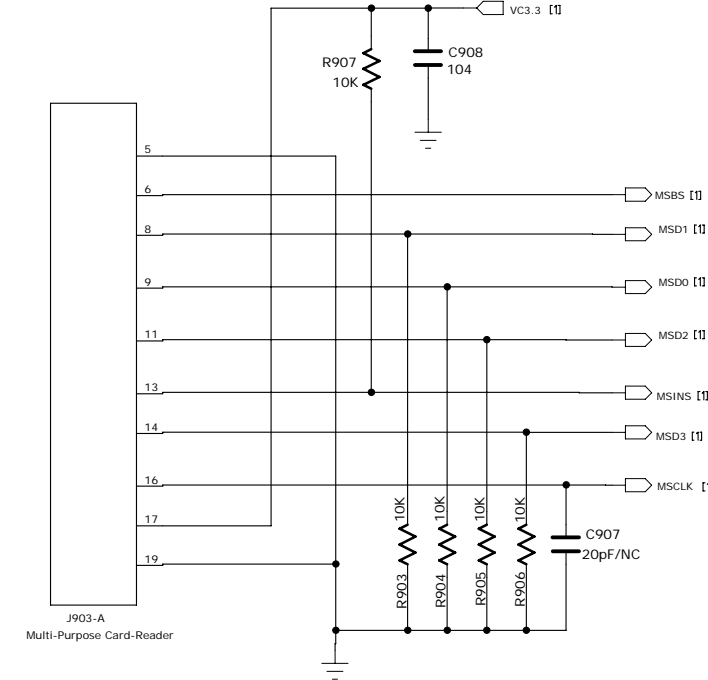 VC3.3 [1]
R907
10K
C908
104
5
6
MSBS [1]
8
MSD1 [1]
9
MSD0 [1]
11
MSD2 [1]
13
MSINS [1]
14
MSD3 [1]
16
MSCLK [1
17
19
10K
10K
10K
10K
R903
R904
R905
R906
C907
20pF/NC
J903-A
Multi-Purpose Card-Reader